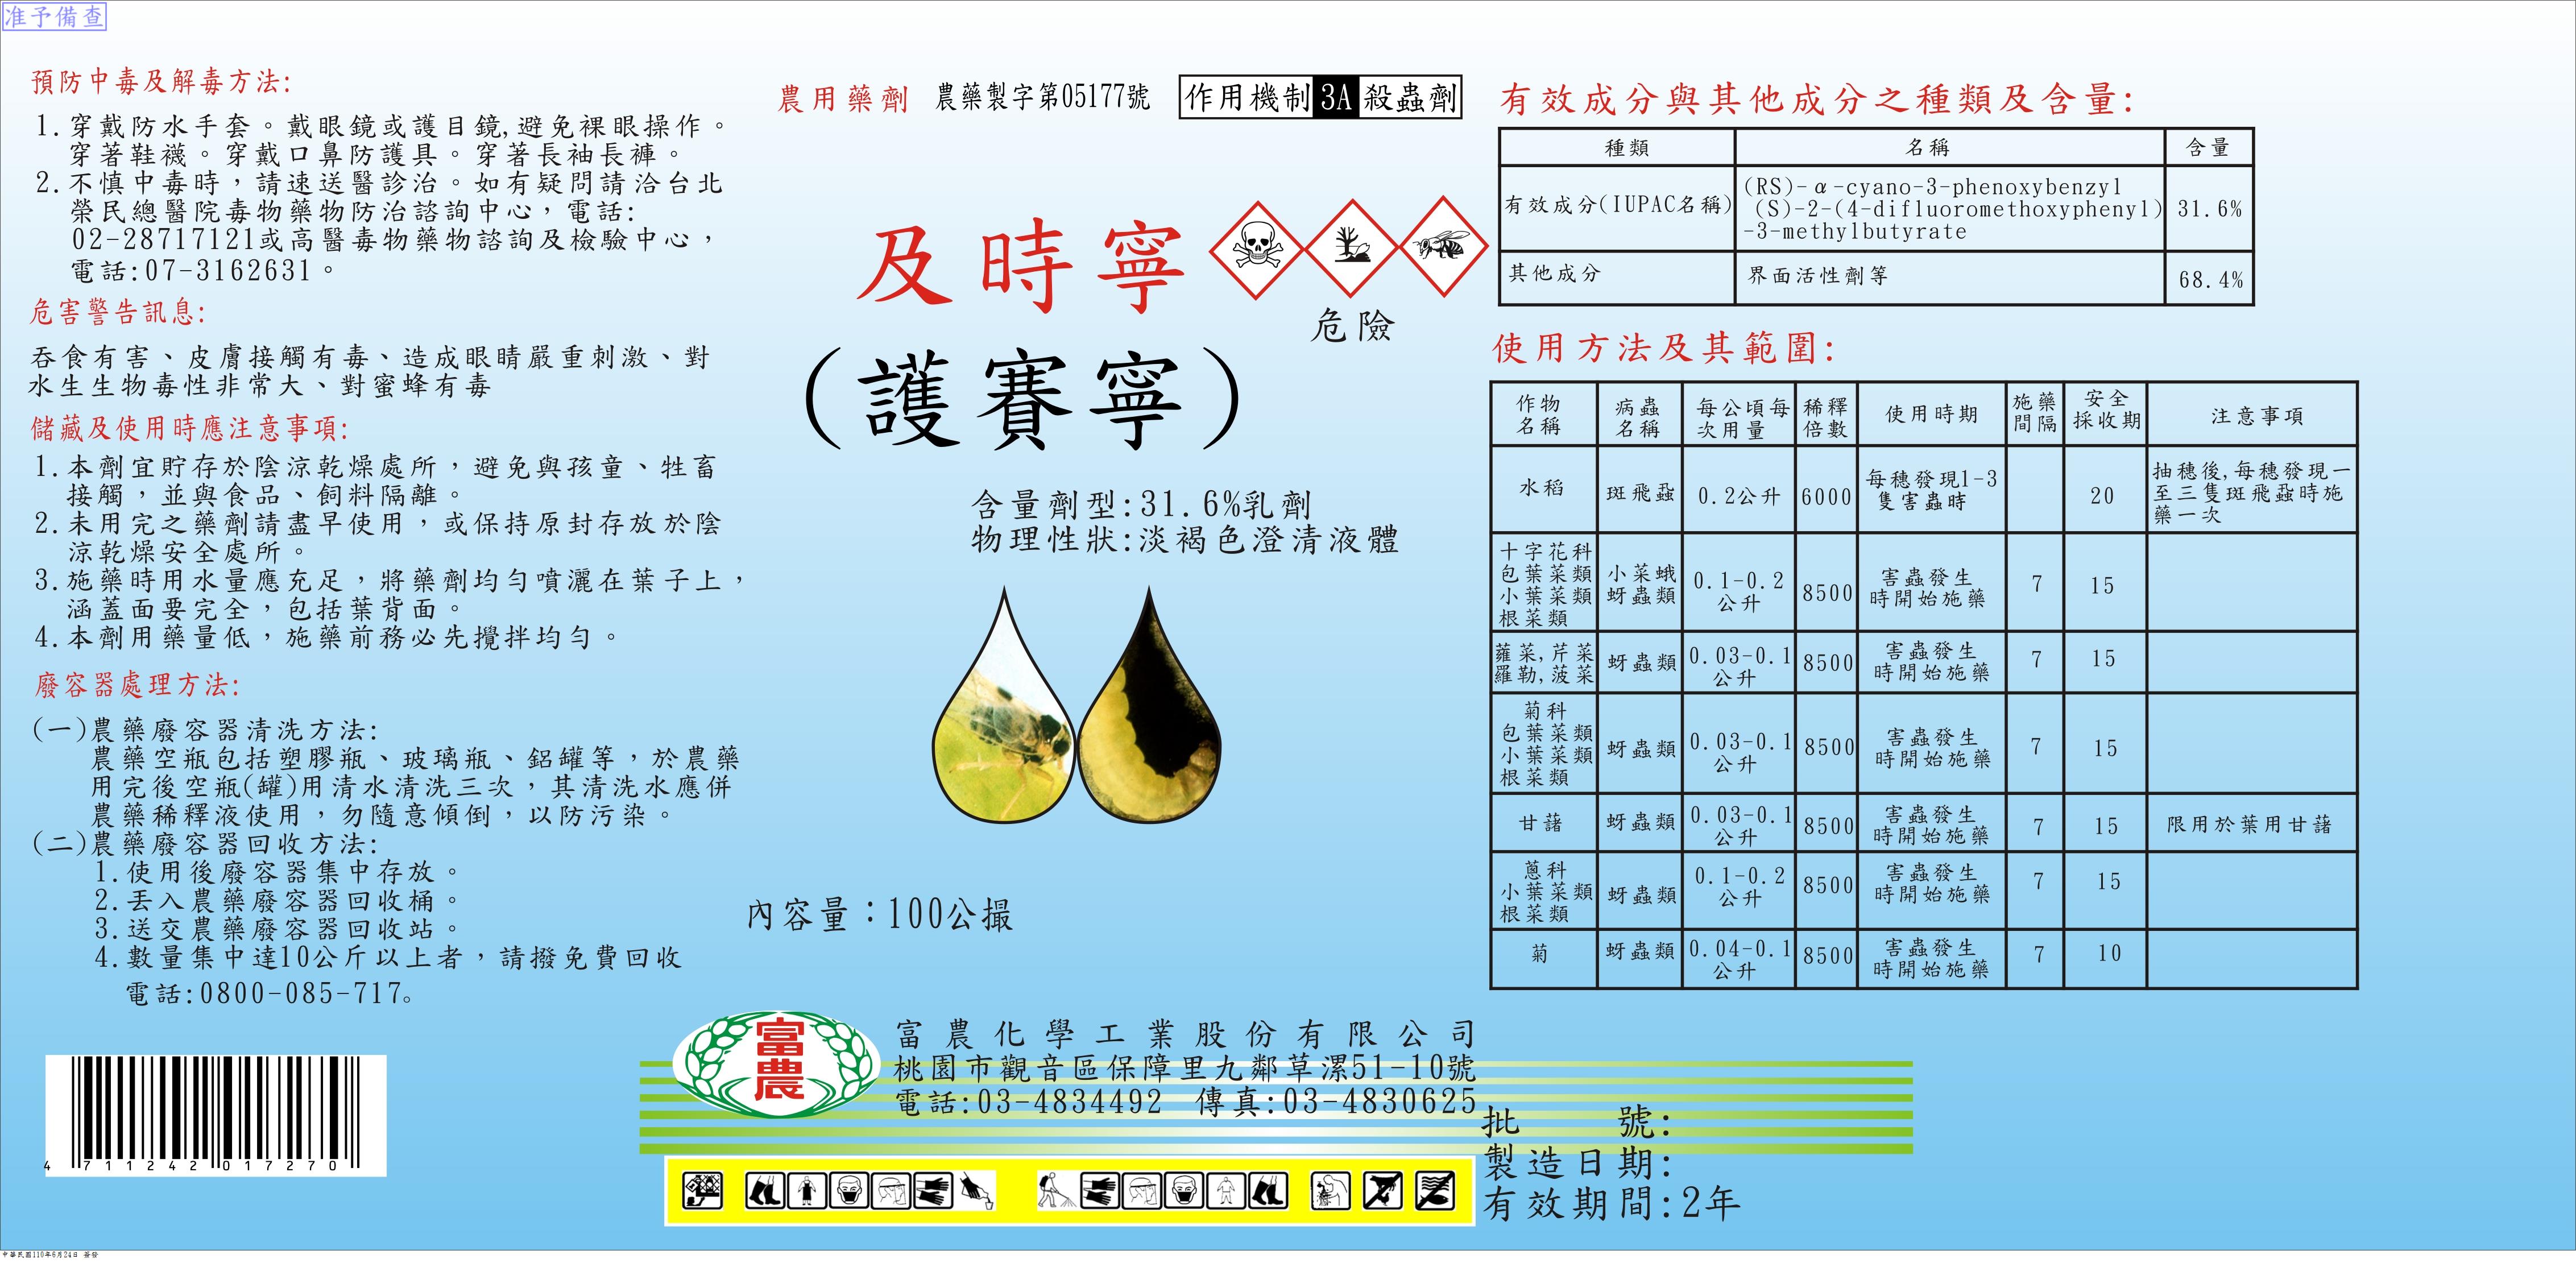 准予備查
預防中毒及解毒方法:
1.穿戴防水手套。戴眼鏡或護目鏡,避免裸眼操作。
穿著鞋襪。穿戴口鼻防護具。穿著長袖長褲。
2.不慎中毒時，請速送醫診治。如有疑問請洽台北
榮民總醫院毒物藥物防治諮詢中心，電話:
02-28717121或高醫毒物藥物諮詢及檢驗中心，
電話:07-3162631。
危害警告訊息:
吞食有害、皮膚接觸有毒、造成眼睛嚴重刺激、對
水生生物毒性非常大、對蜜蜂有毒
儲藏及使用時應注意事項:
1.本劑宜貯存於陰涼乾燥處所，避免與孩童、牲畜
接觸，並與食品、飼料隔離。
2.未用完之藥劑請盡早使用，或保持原封存放於陰
涼乾燥安全處所。
3.施藥時用水量應充足，將藥劑均勻噴灑在葉子上，
涵蓋面要完全，包括葉背面。
4.本劑用藥量低，施藥前務必先攪拌均勻。
廢容器處理方法:
(一)農藥廢容器清洗方法:
農藥空瓶包括塑膠瓶、玻璃瓶、鋁罐等，於農藥
用完後空瓶(罐)用清水清洗三次，其清洗水應併
農藥稀釋液使用，勿隨意傾倒，以防污染。
(二)農藥廢容器回收方法:
1.使用後廢容器集中存放。
2.丟入農藥廢容器回收桶。
3.送交農藥廢容器回收站。
4.數量集中達10公斤以上者，請撥免費回收
電話:0800-085-717。
4 711242 017270
農用藥劑 農藥製字第05177號 作用機制 3A 殺蟲劑
及時寧
危險
(護賽寧)
含量劑型:31.6%乳劑
物理性狀:淡褐色澄清液體
內容量：100公撮
富農
富農化學工業股份有限公司
桃園市觀音區保障里九鄰草漯51-10號
電話:03-4834492 傳真:03-4830625
有效成分與其他成分之種類及含量:
種類 名稱 含量
有效成分(IUPAC名稱) (RS)-α-cyano-3-phenoxybenzyl
(S)-2-(4-difluoromethoxyphenyl) 31.6%
-3-methylbutyrate
其他成分 界面活性劑等 68.4%
使用方法及其範圍:
作物 病蟲 每公頃每 稀釋 使用時期 施藥 安全 注意事項
名稱 名稱 次用量 倍數 間隔 採收期
水稻 斑飛蝨 0.2公升 6000 每穗發現1-3 20 抽穗後,每穗發現一
隻害蟲時 至三隻斑飛蝨時施
藥一次
十字花科
包葉菜類 小菜蛾 0.1-0.2 8500 害蟲發生 7 15
小葉菜類 蚜蟲類 公升 時開始施藥
根菜類
蕹菜,芹菜 蚜蟲類 0.03-0.1 8500 害蟲發生 7 15
羅勒,菠菜 公升 時開始施藥
菊科
包葉菜類 蚜蟲類 0.03-0.1 8500 害蟲發生 7 15
小葉菜類 公升 時開始施藥
根菜類
甘藷 蚜蟲類 0.03-0.1 8500 害蟲發生 7 15 限用於葉用甘藷
公升 時開始施藥
蔥科 0.1-0.2 害蟲發生 7 15
小葉菜類 蚜蟲類 公升 8500 時開始施藥
根菜類
菊 蚜蟲類 0.04-0.1 8500 害蟲發生 7 10
公升 時開始施藥
批 號:
製造日期:
有效期間:2年
中華民國110年6月24日 簽發